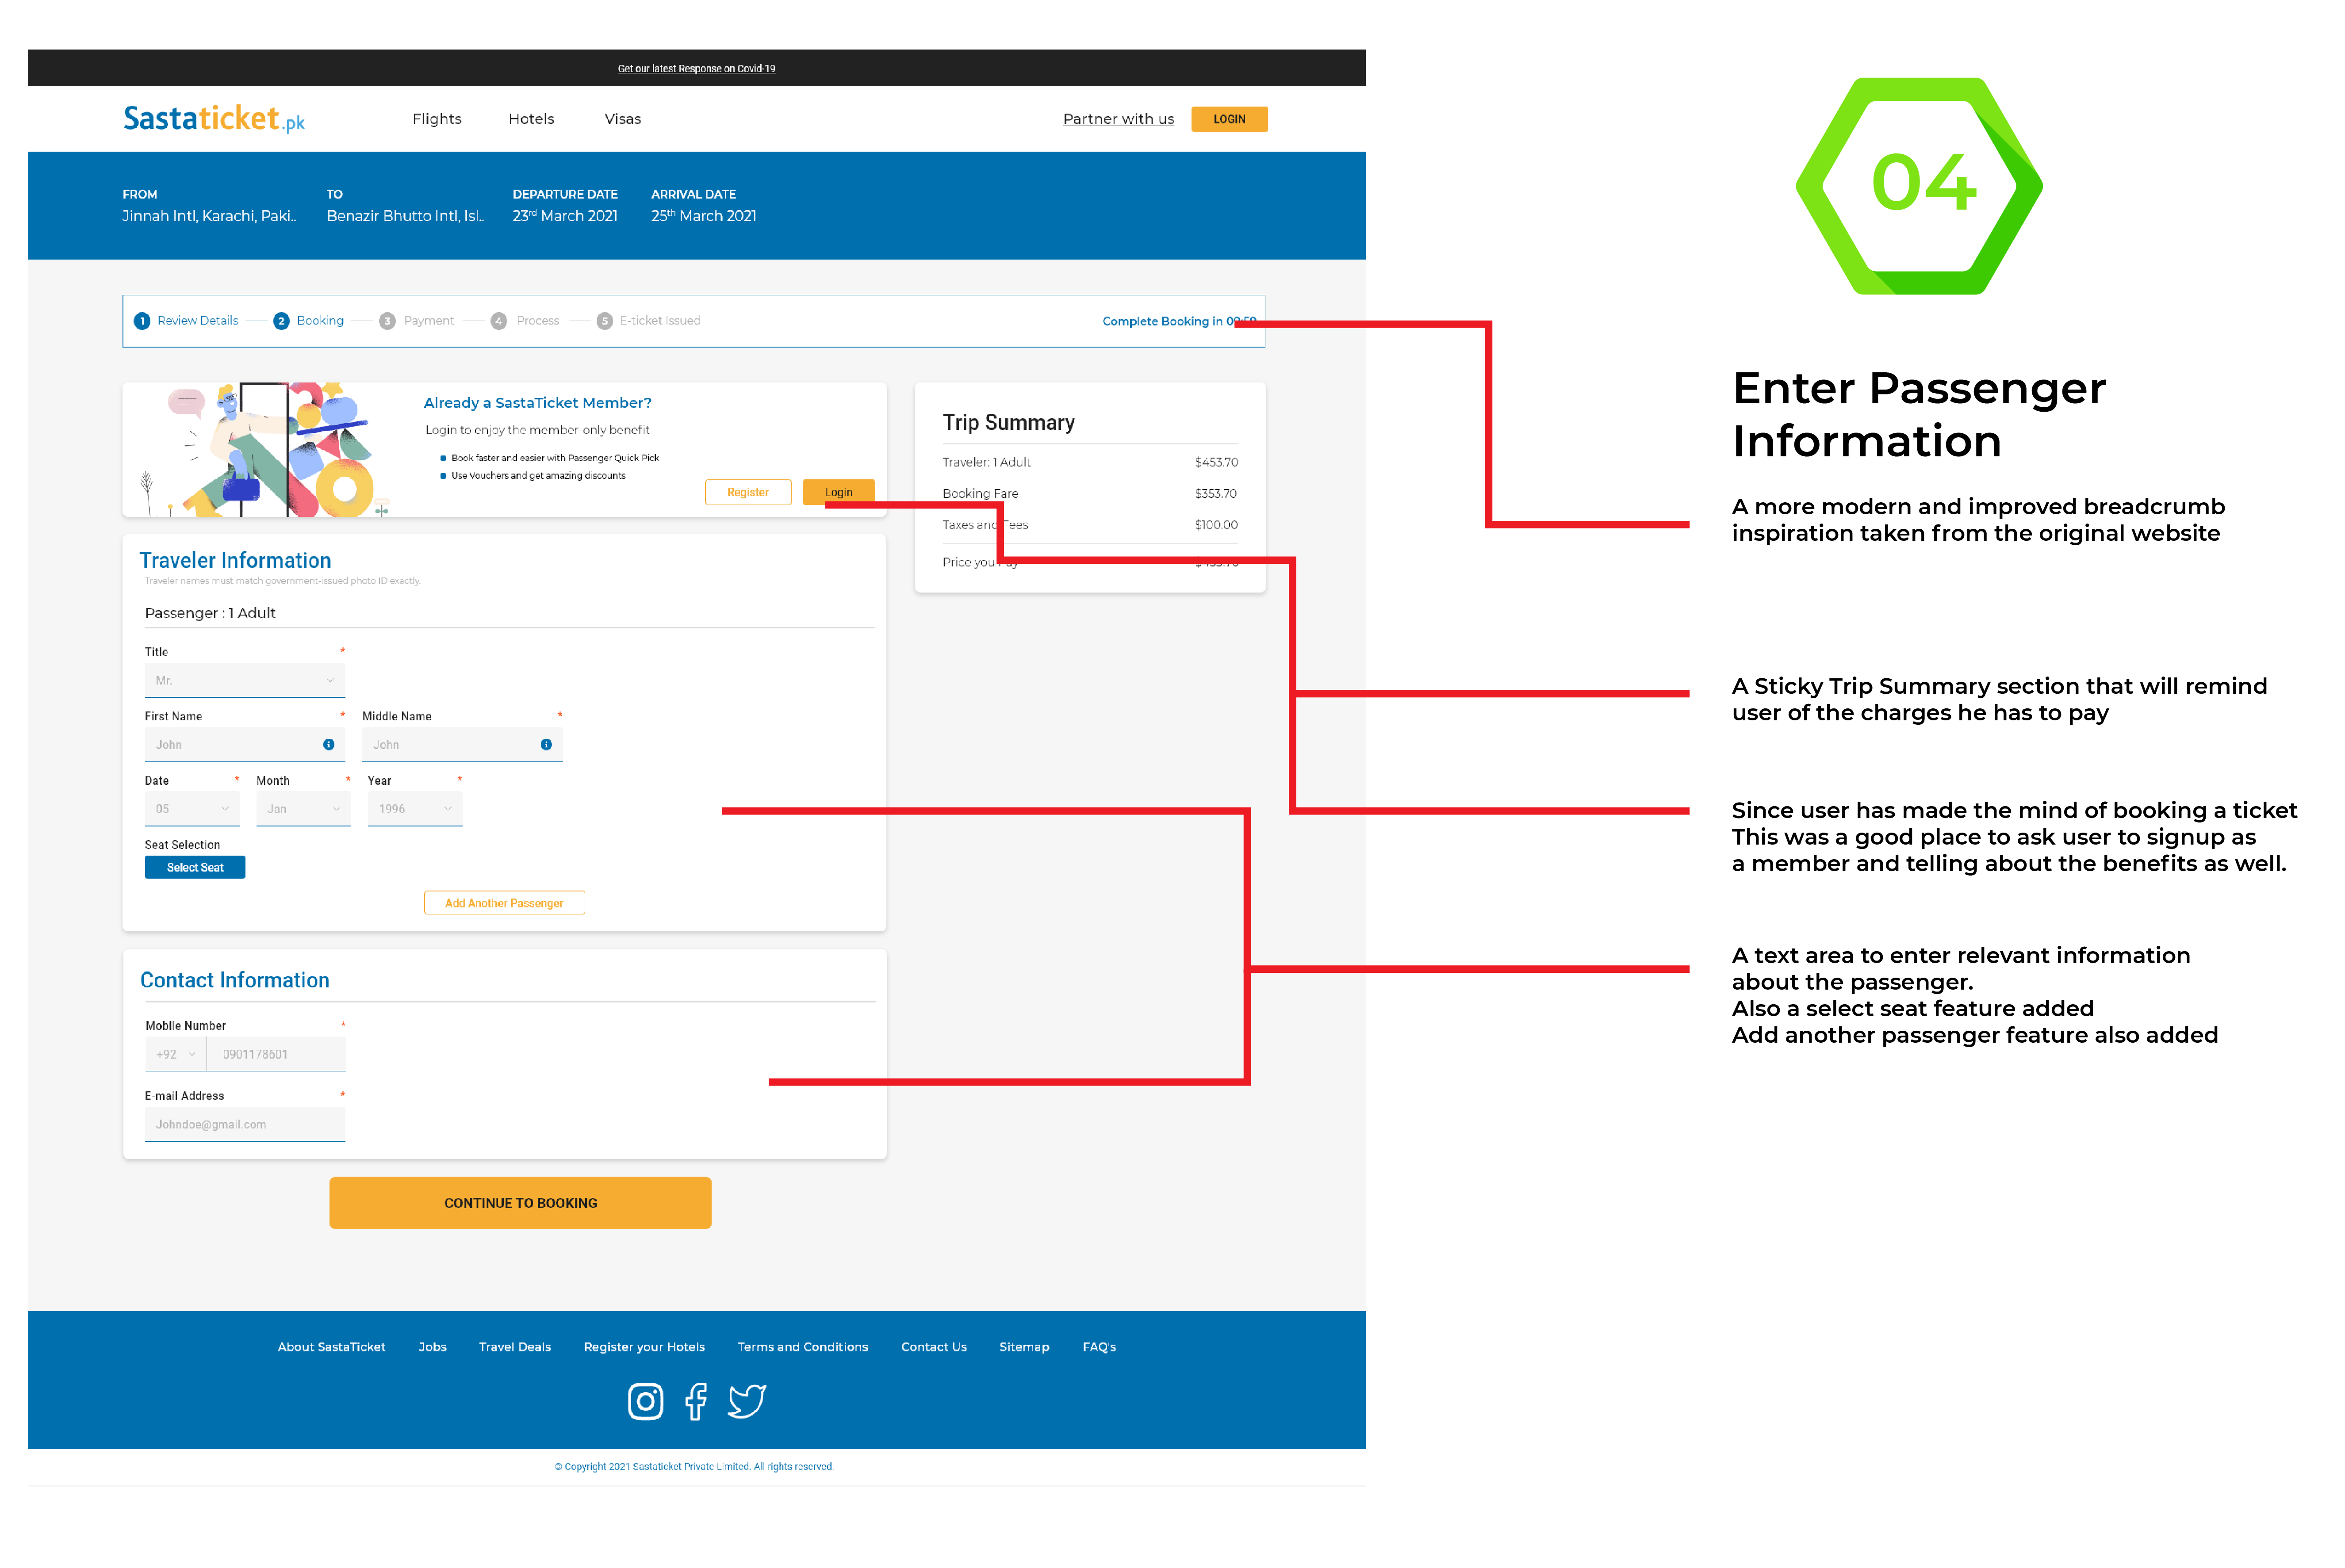 Get our latest Response on Covid-19
Sastaticket.pk
Flights Hotels Visas Partner with us LOGIN
FROM TO DEPARTURE DATE ARRIVAL DATE
Jinnah Intl, Karachi, Paki.. Benazir Bhutto Intl, Isl.. 23rd March 2021 25th March 2021
1 Review Details 2 Booking 3 Payment 4 Process 5 E-ticket Issued Complete Booking in
Already a SastaTicket Member?
Login to enjoy the member-only benefit
Book faster and easier with Passenger Quick Pick
Use Vouchers and get amazing discounts
Register Login
Trip Summary
Traveler: 1 Adult $453.70
Booking Fare $353.70
Taxes and Fees $100.00
Price you Pay
Traveler Information
Traveler names must match government-issued photo ID exactly.
Passenger : 1 Adult
Title *
Mr.
First Name * Middle Name *
John John
Date * Month * Year *
05 Jan 1996
Seat Selection
Select Seat
Add Another Passenger
Contact Information
Mobile Number *
+92 0901178601
E-mail Address *
Johndoe@gmail.com
CONTINUE TO BOOKING
About SastaTicket Jobs Travel Deals Register your Hotels Terms and Conditions Contact Us Sitemap FAQ's
© Copyright 2021 Sastaticket Private Limited. All rights reserved.
04
Enter Passenger
Information
A more modern and improved breadcrumb
inspiration taken from the original website
A Sticky Trip Summary section that will remind
user of the charges he has to pay
Since user has made the mind of booking a ticket
This was a good place to ask user to signup as
a member and telling about the benefits as well.
A text area to enter relevant information
about the passenger.
Also a select seat feature added
Add another passenger feature also added